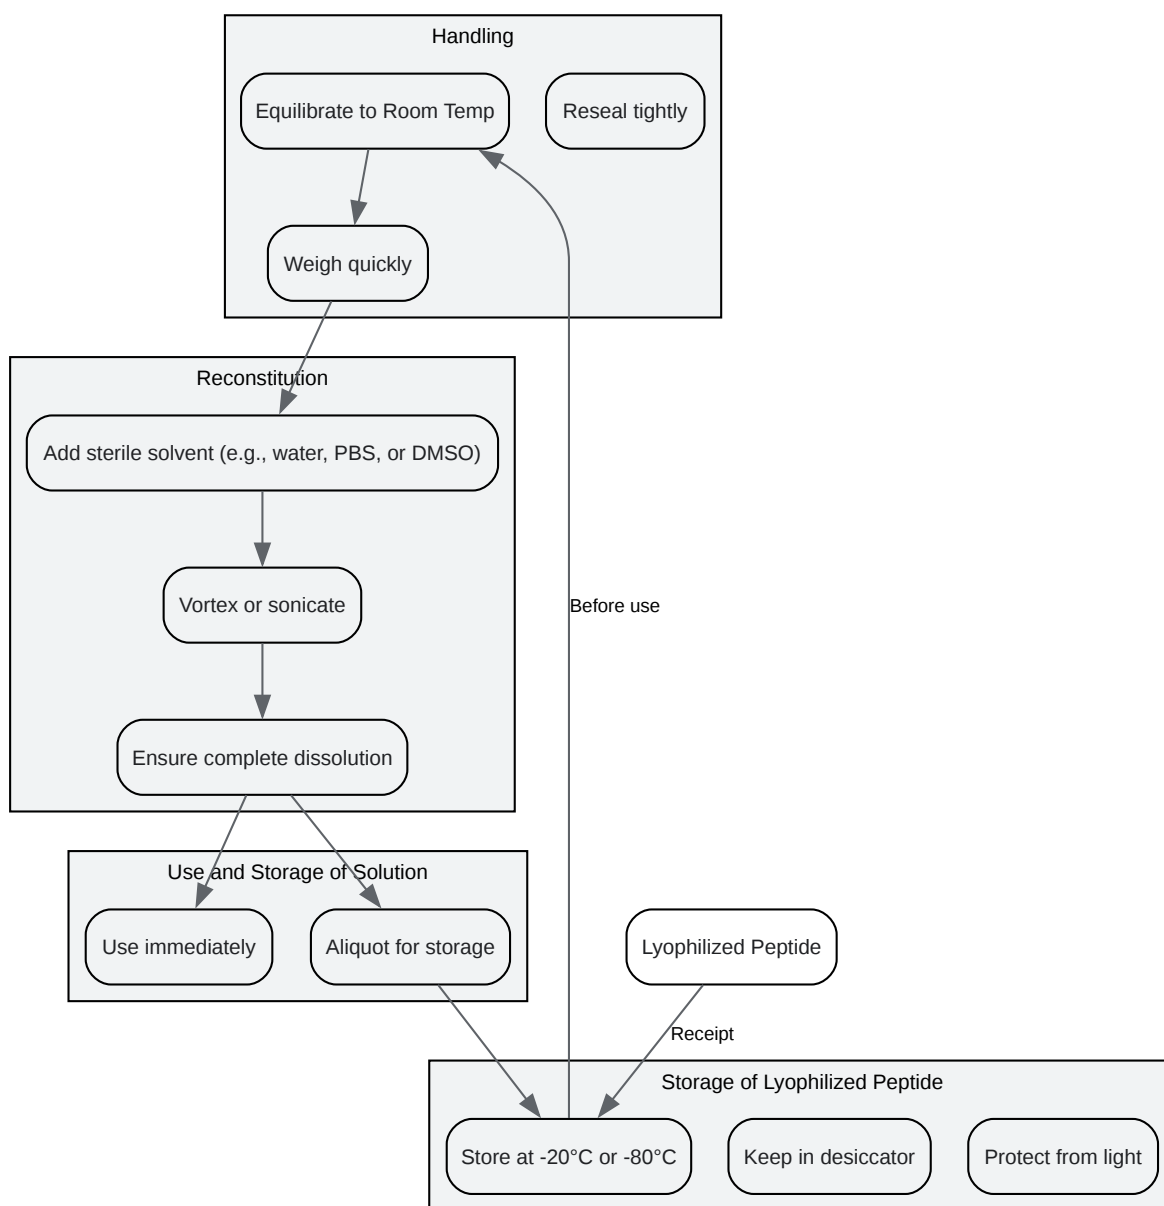 Handling
Equilibrate to Room Temp
Reseal tightly
Weigh quickly
Reconstitution
Add sterile solvent (e.g., water, PBS, or DMSO)
Vortex or sonicate
Before use
Ensure complete dissolution
Use and Storage of Solution
Use immediately
Aliquot for storage
Lyophilized Peptide
Receipt
Storage of Lyophilized Peptide
Store at -20°C or -80°C
Keep in desiccator
Protect from light